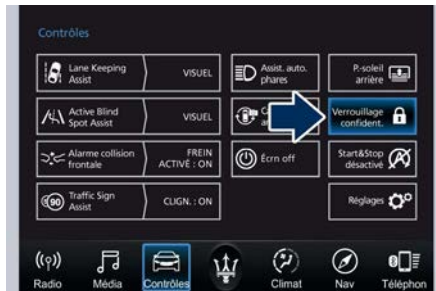 Contrôles
Lane Keeping
Assist
VISUEL
Assist. auto.
phares
P.-soleil
arrière
Active Blind
Spot Assist
VISUEL
Verrouillage
confident.
Alarme collision
frontale
FREIN
ACTIVÉ : ON
Écrn off
Start&Stop
désactivé
90
Traffic Sign
Assist
CLIGN. : ON
Réglages
Radio
Média
Contrôles
Climat
Nav
Téléphon